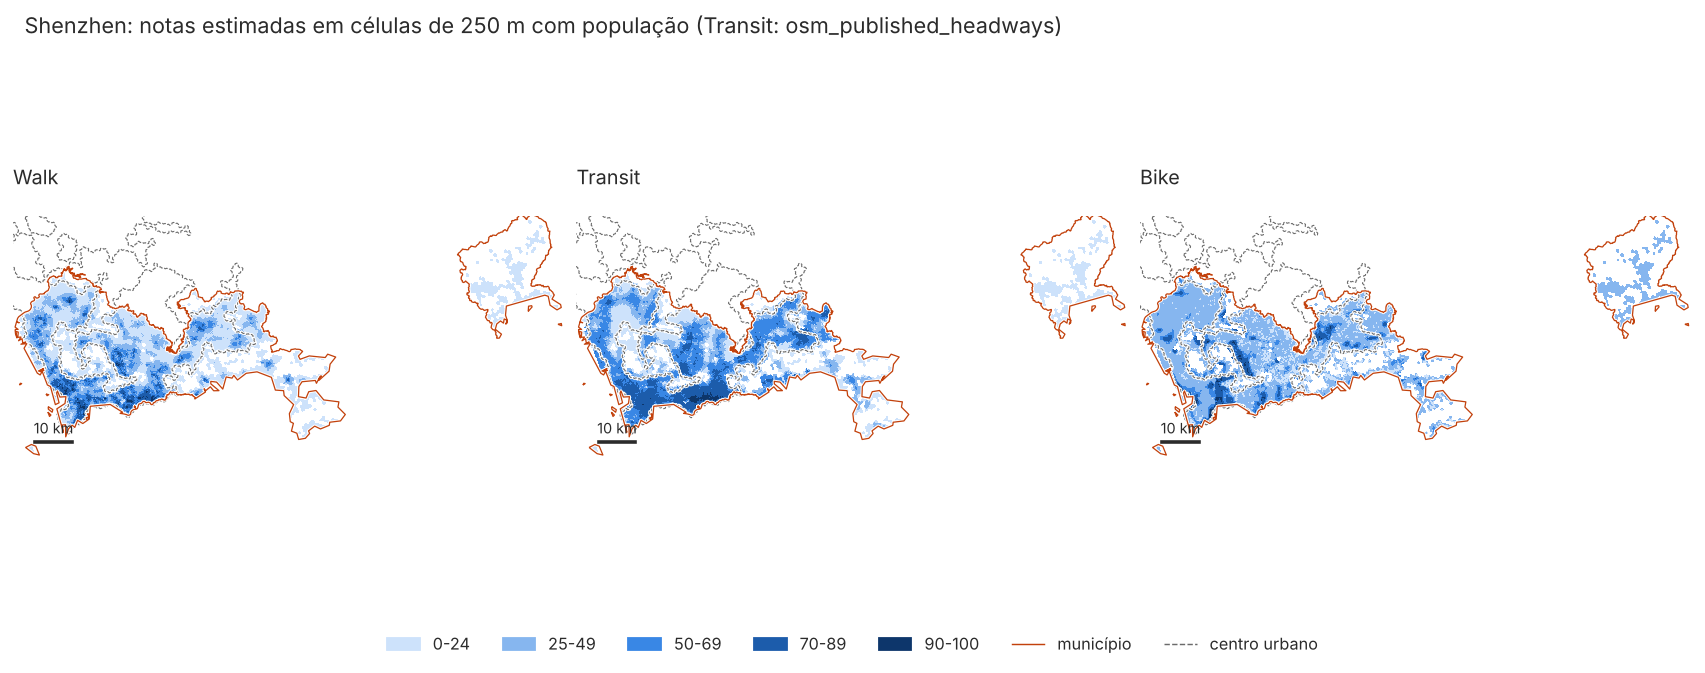 Shenzhen: notas estimadas em células de 250 m com população (Transit: osm_published_headways)
Walk
Transit
Bike
10 km
10 km
10 km
0-24
25-49
50-69
70-89
90-100
município
centro urbano